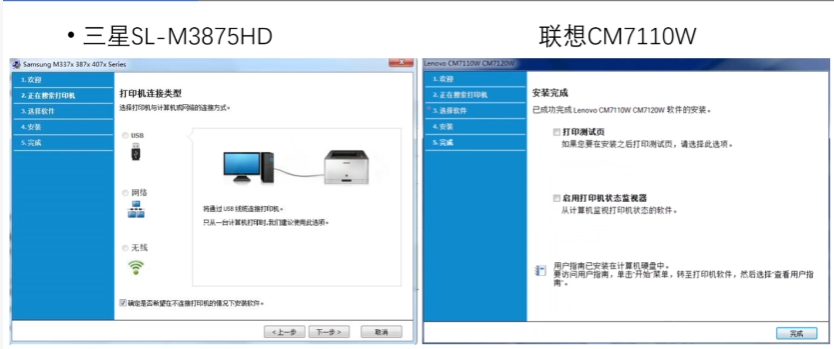 • 三星SL-M3875HD
联想CM7110W
Samsung M337x 387x 407x Series
1. 欢迎
2. 正在搜索打印机
3. 选择软件
4. 安装
5. 完成
打印机连接类型
选择打印机与计算机或网络的连接方式。
USB
网络
无线
将通过 USB 线缆连接打印机。
只从一台计算机打印时,我们建议使用此选项。
确定是否希望在不连接打印机的情况下安装软件。
<上一步
下一步>
取消
Lenovo CM7110W CM7120W
1. 欢迎
2. 正在搜索打印机
3. 选择软件
4. 安装
5. 完成
安装完成
已成功完成 Lenovo CM7110W CM7120W 软件的安装。
打印测试页
如果您要在安装之后打印测试页，请选择此选项。
启用打印机状态监视器
从计算机监视打印机状态的软件。
用户指南已安装在计算机硬盘中。
要访问用户指南，单击“开始”菜单，转至打印机软件，然后选择“查看用户指
南”。
完成